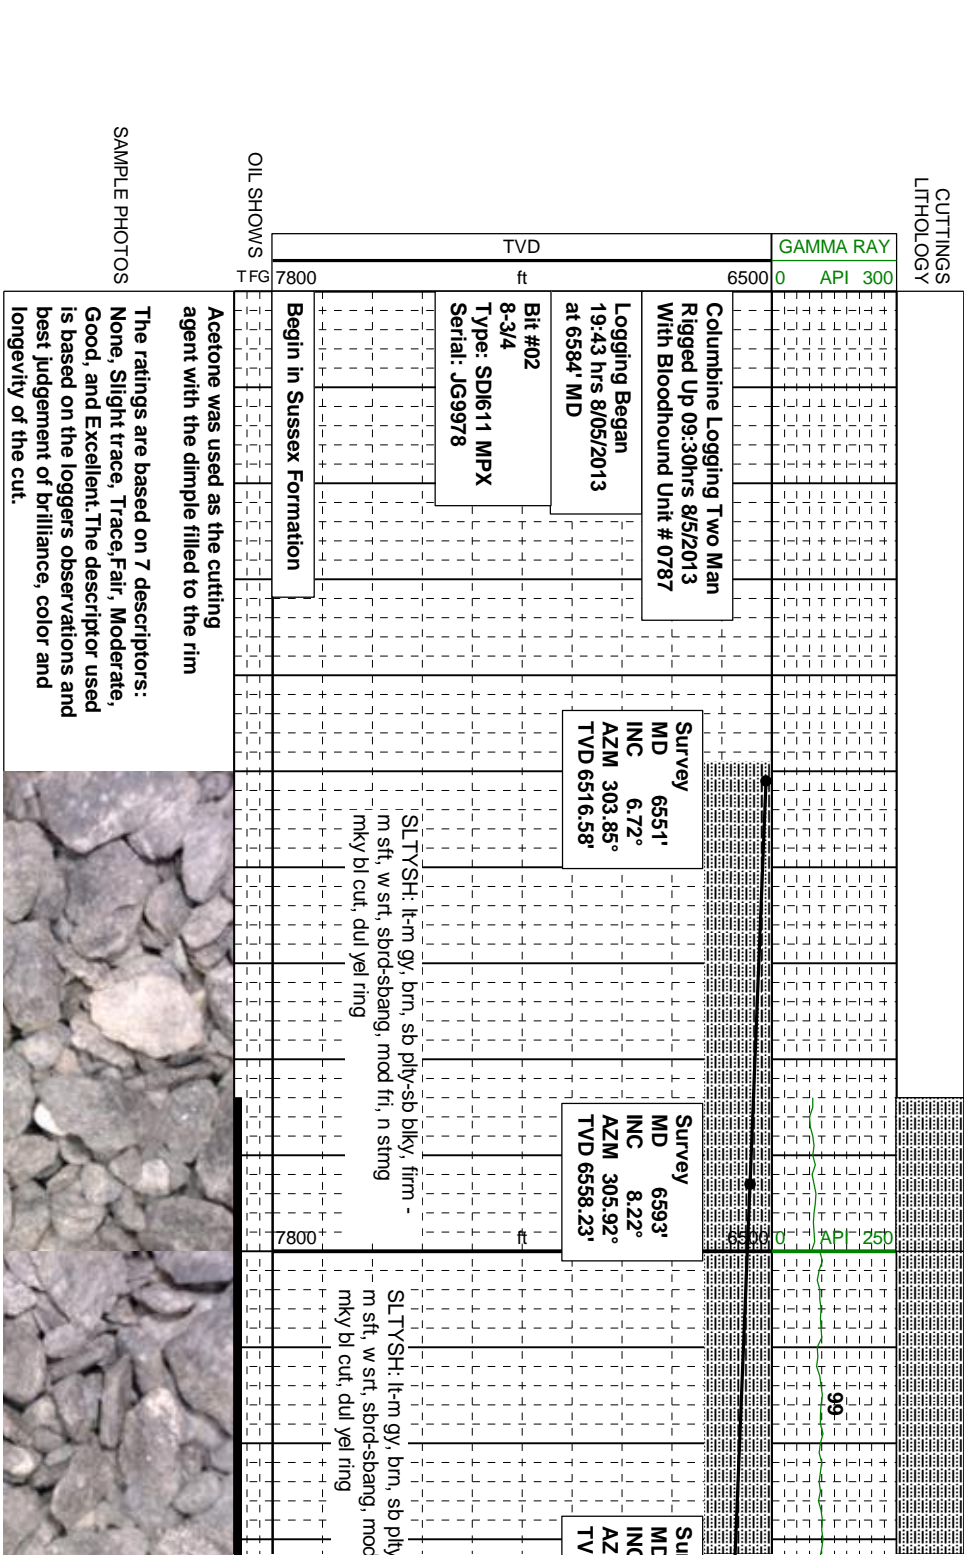 CUTTINGS
LITHOLOGY
OIL SHOWS
SAMPLE PHOTOS
TVD
GAMMA RAY
T F G
7800 ft 6500
0 API 300
Columbine Logging Two Man
Rigged Up 09:30hrs 8/5/2013
With Bloodhound Unit # 0787
Logging Began
19:43 hrs 8/05/2013
at 6584' MD
Bit #02
8-3/4
Type: SDI611 MPX
Serial: JG9978
Begin in Sussex Formation
Acetone was used as the cutting
agent with the dimple filled to the rim
The ratings are based on 7 descriptors:
None, Slight trace, Trace,Fair, Moderate,
Good, and Excellent.The descriptor used
is based on the loggers observations and
best judgement of brilliance, color and
longevity of the cut.
Survey
MD 6551'
INC 6.72°
AZM 303.85°
TVD 6516.58'
SLTYSH: lt-m gy, brn, sb plty-sb blky, firm -
m sft, w srt, sbrd-sbang, mod fri, n stmg
mky bl cut, dul yel ring
Survey
MD 6593'
INC 8.22°
AZM 305.92°
TVD 6558.23'
7800 ft 6500
0 API 250
99
SLTYSH: lt-m gy, brn, sb plty
m sft, w srt, sbrd-sbang, mod
mky bl cut, dul yel ring
Sur
MD
INC
AZ
TV